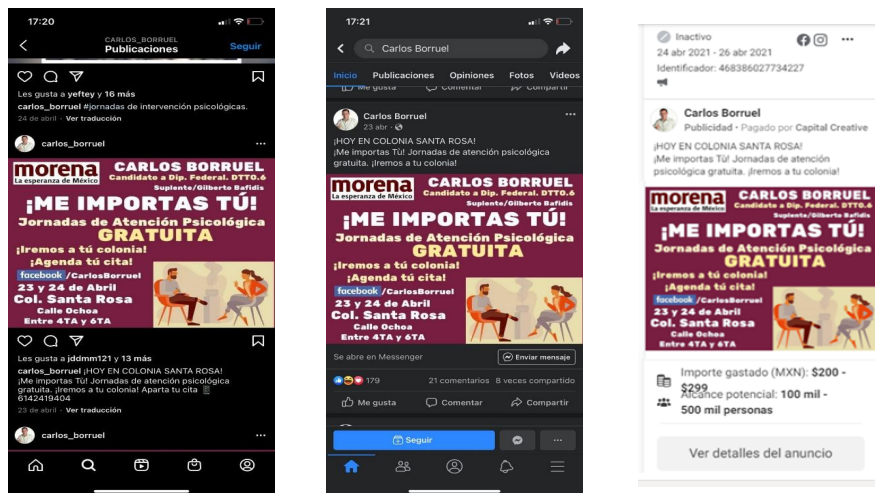 17:20
CARLOS_BORRUEL
Publicaciones
Seguir
Les gusta a yeftey y 16 más
carlos_borruel #jornadas de intervención psicológicas.
24 de abril · Ver traducción
carlos_borruel
morena
La esperanza de México
CARLOS BORRUEL
Candidato a Dip. Federal. DTTO.6
Suplente/Gilberto Bafidis
¡ME IMPORTAS TÚ!
Jornadas de Atención Psicológica
GRATUITA
¡Iremos a tú colonia!
¡Agenda tú cita!
facebook /CarlosBorruel
23 y 24 de Abril
Col. Santa Rosa
Calle Ochoa
Entre 4TA y 6TA
Les gusta a jddmm121 y 13 más
carlos_borruel ¡HOY EN COLONIA SANTA ROSA!
¡Me importas Tú! Jornadas de atención psicológica
gratuita. ¡Iremos a tu colonia! Aparta tu cita
6142419404
23 de abril · Ver traducción
carlos_borruel
17:21
Carlos Borruel
Inicio Publicaciones Opiniones Fotos Videos
Me gusta Comentar Compartir
Carlos Borruel
23 abr ·
¡HOY EN COLONIA SANTA ROSA!
¡Me importas Tú! Jornadas de atención psicológica
gratuita. ¡Iremos a tu colonia!
morena
La esperanza de México
CARLOS BORRUEL
Candidato a Dip. Federal. DTTO.6
Suplente/Gilberto Bafidis
¡ME IMPORTAS TÚ!
Jornadas de Atención Psicológica
GRATUITA
¡Iremos a tú colonia!
¡Agenda tú cita!
facebook /CarlosBorruel
23 y 24 de Abril
Col. Santa Rosa
Calle Ochoa
Entre 4TA y 6TA
Se abre en Messenger
Enviar mensaje
179 21 comentarios 8 veces compartido
Me gusta Comentar Compartir
Seguir
Inactivo
24 abr 2021 - 26 abr 2021
Identificador: 468386027734227
Carlos Borruel
Publicidad · Pagado por Capital Creative
¡HOY EN COLONIA SANTA ROSA!
¡Me importas Tú! Jornadas de atención
psicológica gratuita. ¡Iremos a tu colonia!
morena
La esperanza de México
CARLOS BORRUEL
Candidato a Dip. Federal. DTTO.6
Suplente/Gilberto Bafidis
¡ME IMPORTAS TÚ!
Jornadas de Atención Psicológica
GRATUITA
¡Iremos a tú colonia!
¡Agenda tú cita!
facebook /CarlosBorruel
23 y 24 de Abril
Col. Santa Rosa
Calle Ochoa
Entre 4TA y 6TA
Importe gastado (MXN): $200 -
$299
Alcance potencial: 100 mil -
500 mil personas
Ver detalles del anuncio